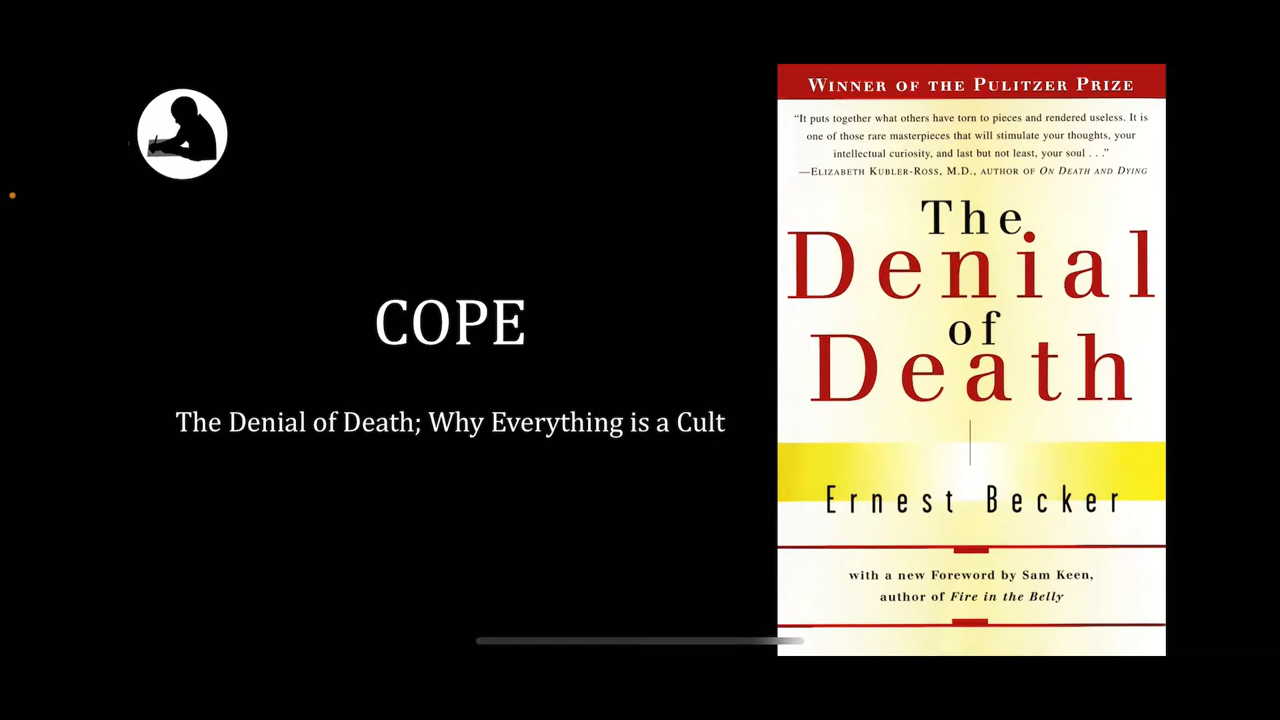 COPE
The Denial of Death; Why Everything is a Cult
WINNER OF THE PULITZER PRIZE
“It puts together what others have torn to pieces and rendered useless. It is
one of those rare masterpieces that will stimulate your thoughts, your
intellectual curiosity, and last but not least, your soul . . .”
—ELIZABETH KUBLER-ROSS, M.D., AUTHOR OF ON DEATH AND DYING
The
Denial
of
Death
Ernest Becker
with a new Foreword by Sam Keen,
author of Fire in the Belly